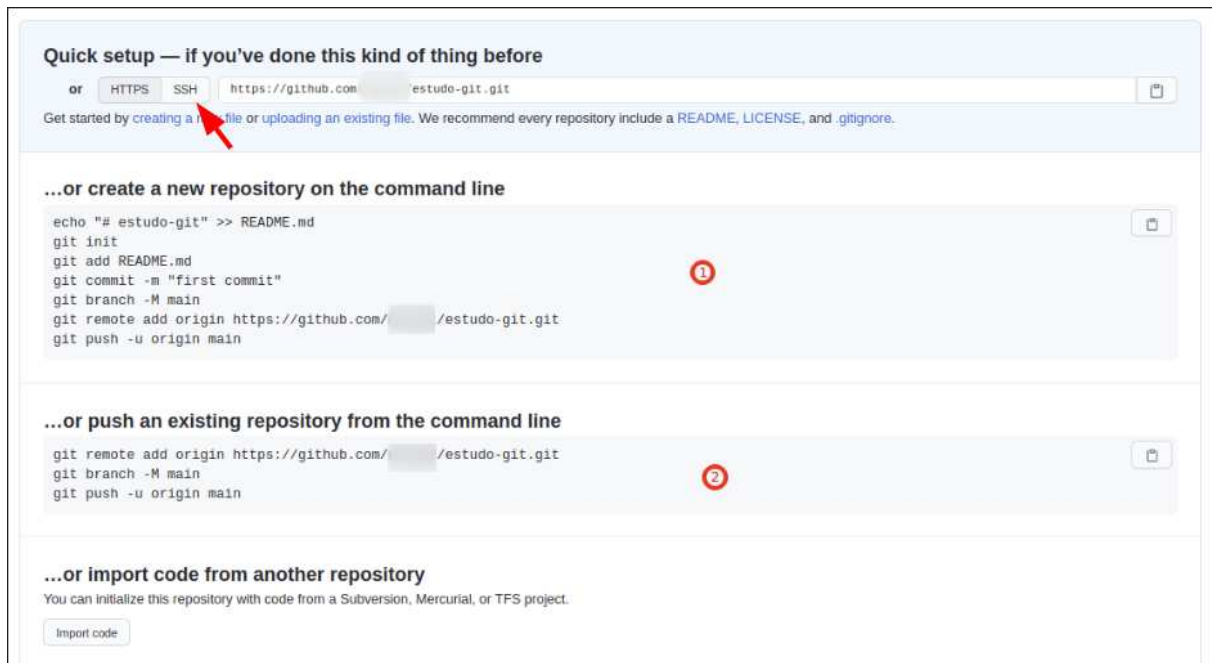 Quick setup — if you've done this kind of thing before
or HTTPS SSH https://github.com estudo-git.git
Get started by creating a new file or uploading an existing file. We recommend every repository include a README, LICENSE, and .gitignore.
…or create a new repository on the command line
echo "# estudo-git" >> README.md
git init
git add README.md
git commit -m "first commit"
1
git branch -M main
git remote add origin https://github.com/ /estudo-git.git
git push -u origin main
…or push an existing repository from the command line
git remote add origin https://github.com/ /estudo-git.git
git branch -M main
2
git push -u origin main
…or import code from another repository
You can initialize this repository with code from a Subversion, Mercurial, or TFS project.
Import code